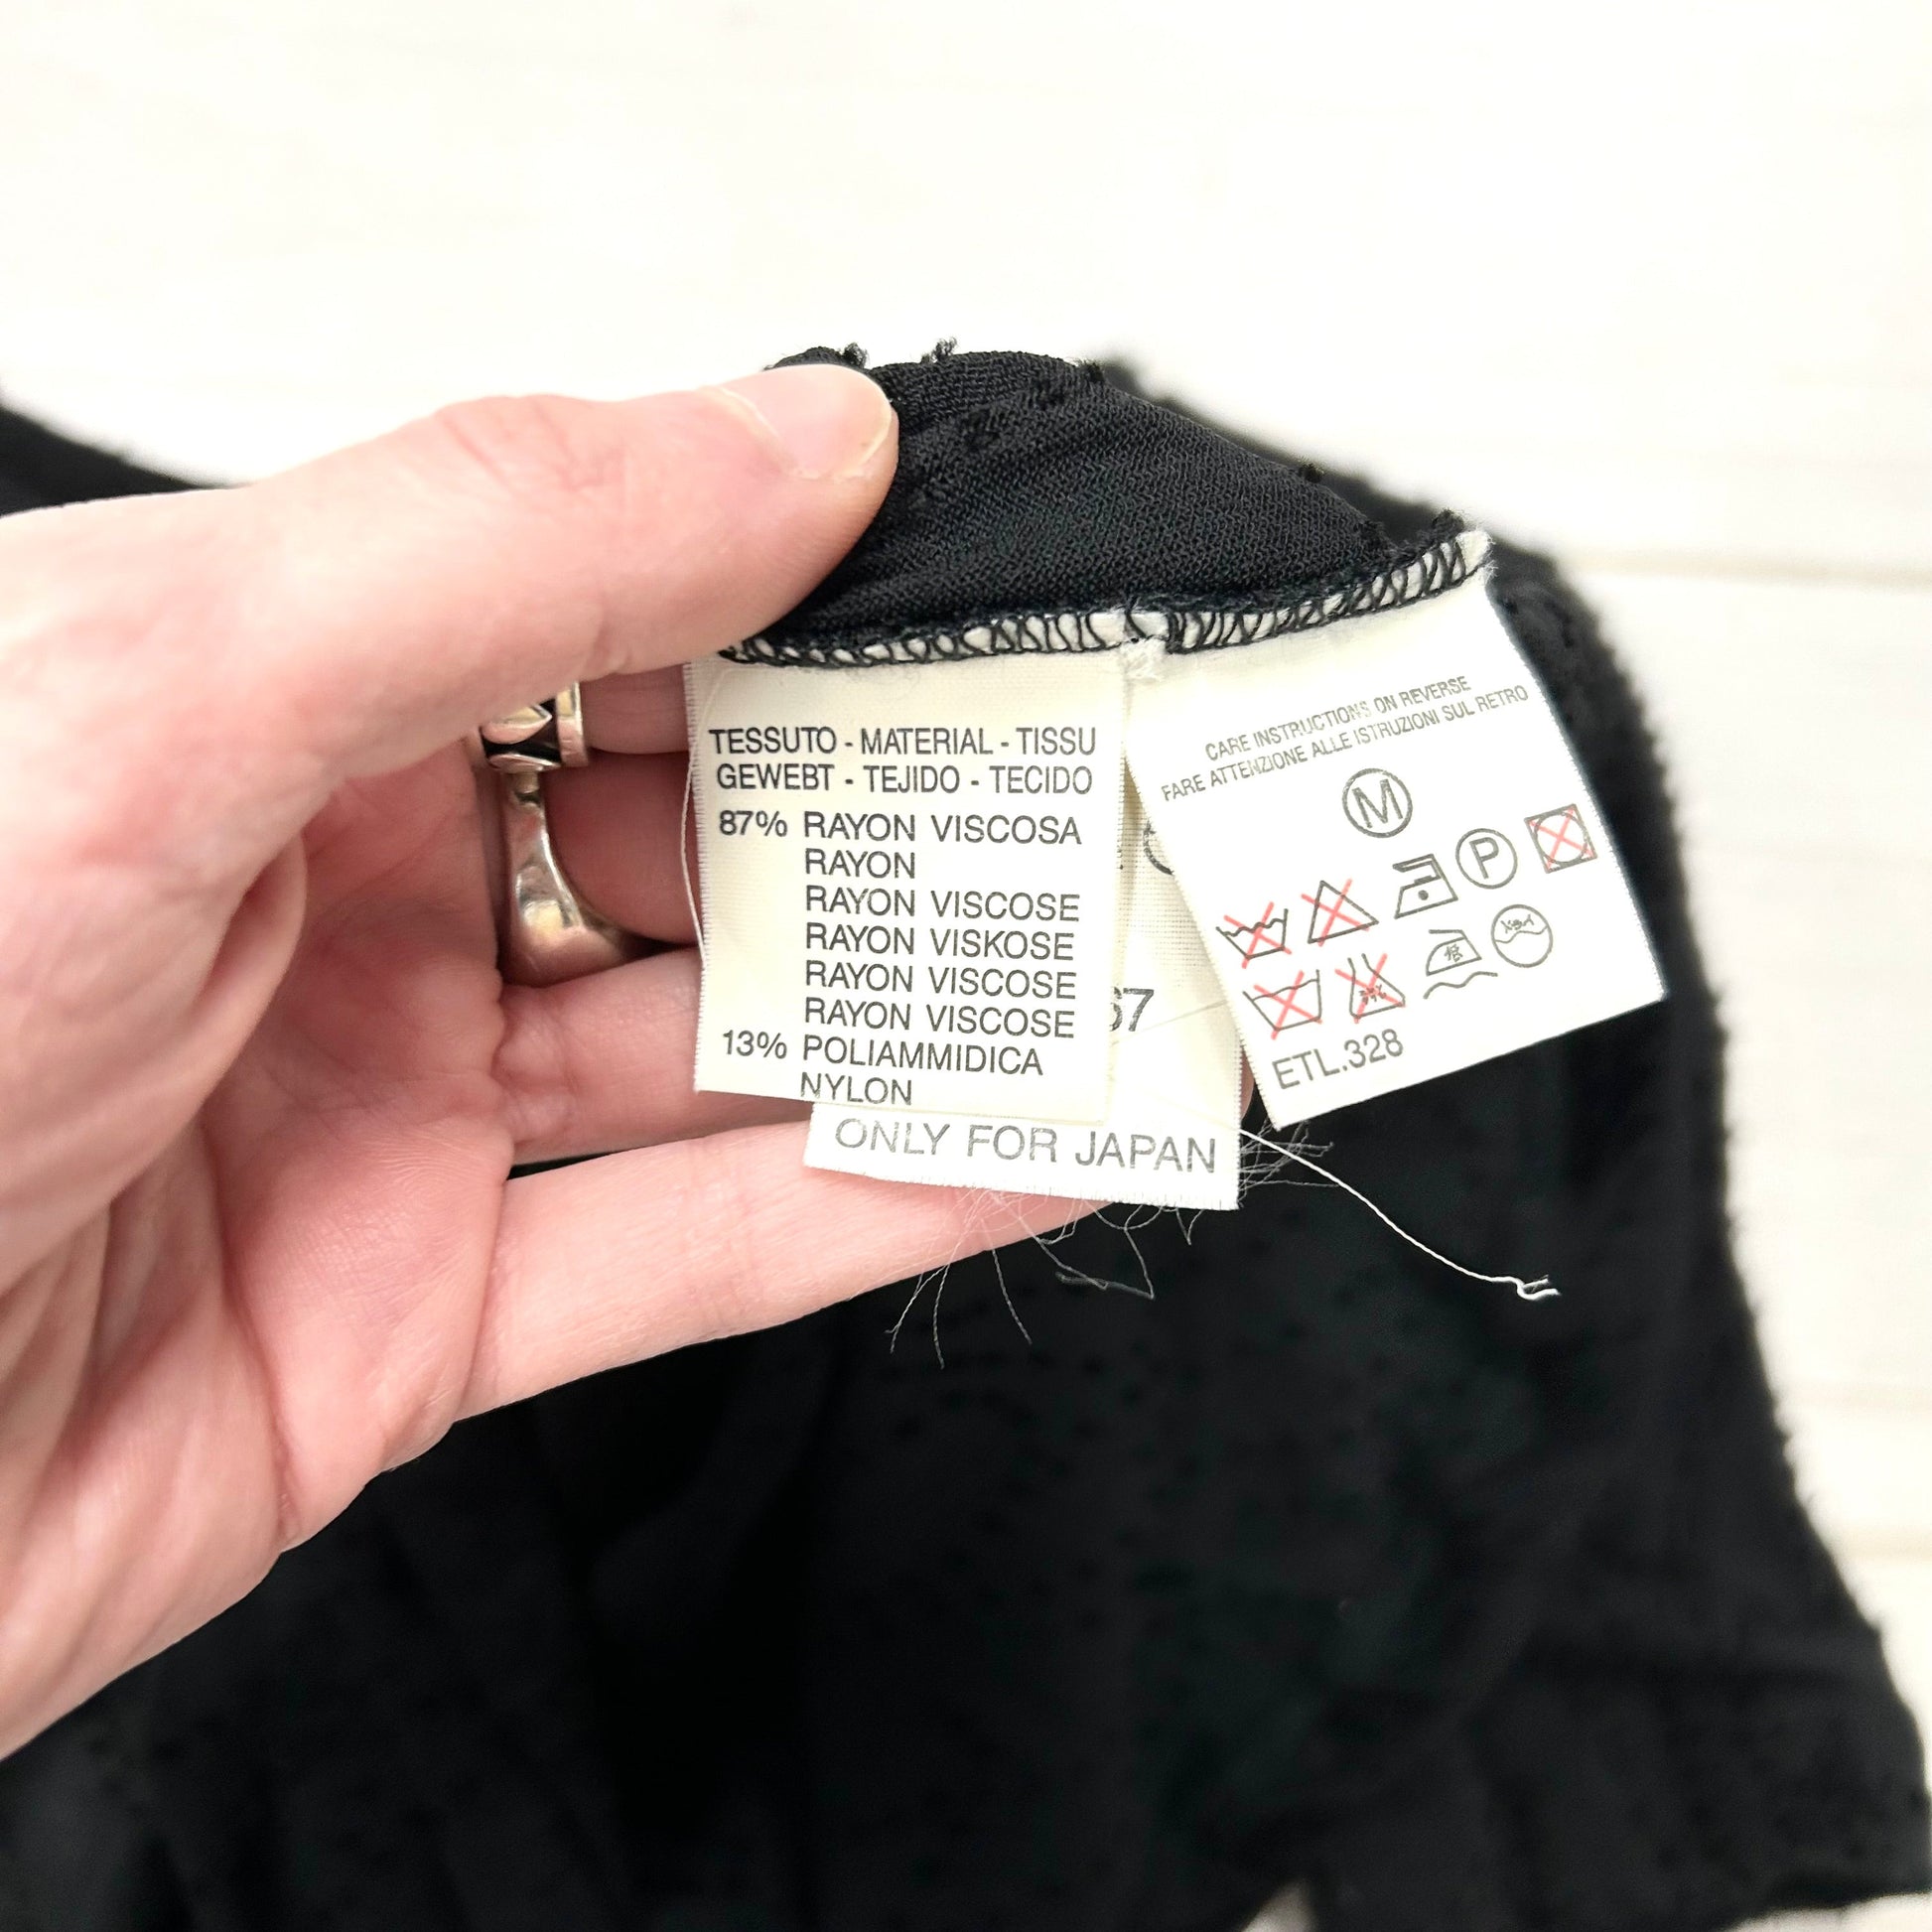 TESSUTO - MATERIAL - TISSU
GEWEBT - TEJIDO - TECIDO
87% RAYON VISCOSA
RAYON
RAYON VISCOSE
RAYON VISKOSE
RAYON VISCOSE
RAYON VISCOSE
13% POLIAMMIDICA
NYLON
67
ONLY FOR JAPAN
CARE INSTRUCTIONS ON REVERSE
FARE ATTENZIONE ALLE ISTRUZIONI SUL RETRO
M
P
ETL.328